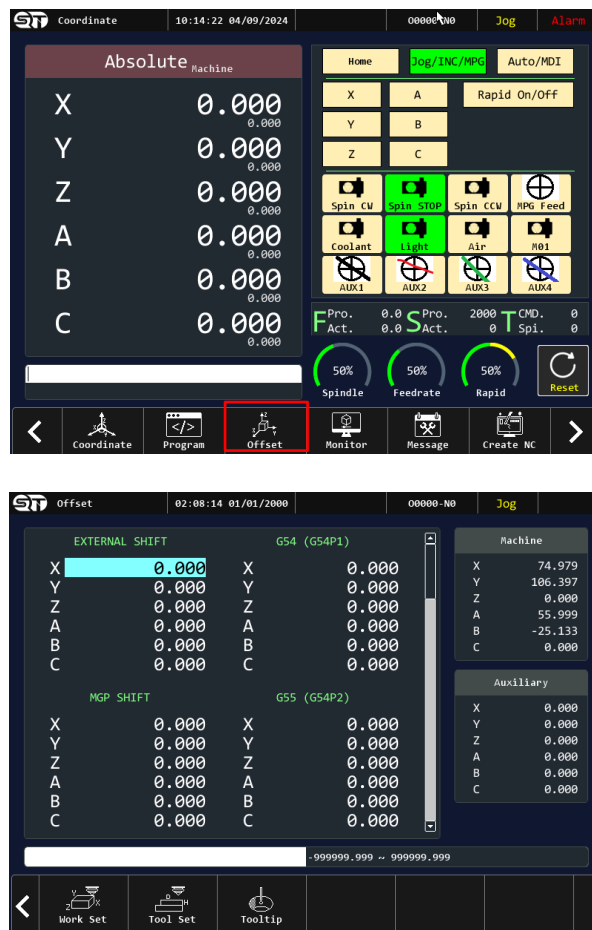 ST Coordinate 10:14:22 04/09/2024 O0000-N0 Jog Alarm
Absolute Machine
X 0.000
0.000
Y 0.000
0.000
Z 0.000
0.000
A 0.000
0.000
B 0.000
0.000
C 0.000
0.000
Home Jog/INC/MPG Auto/MDI
X A Rapid On/Off
Y B
Z C
Spin CW Spin STOP Spin CCW MPG Feed
Coolant Light Air M01
AUX1 AUX2 AUX3 AUX4
F Pro. 0.0 S Pro. 2000 T CMD. 0
Act. 0.0 Act. 0 Spi. 0
50% 50% 50%
Spindle Feedrate Rapid Reset
Coordinate Program Offset Monitor Message Create NC
ST Offset 02:08:14 01/01/2000 O0000-N0 Jog
EXTERNAL SHIFT G54 (G54P1)
X 0.000 X 0.000
Y 0.000 Y 0.000
Z 0.000 Z 0.000
A 0.000 A 0.000
B 0.000 B 0.000
C 0.000 C 0.000
MGP SHIFT G55 (G54P2)
X 0.000 X 0.000
Y 0.000 Y 0.000
Z 0.000 Z 0.000
A 0.000 A 0.000
B 0.000 B 0.000
C 0.000 C 0.000
Machine
X 74.979
Y 106.397
Z 0.000
A 55.999
B -25.133
C 0.000
Auxiliary
X 0.000
Y 0.000
Z 0.000
A 0.000
B 0.000
C 0.000
-999999.999 ~ 999999.999
Work Set Tool Set Tooltip